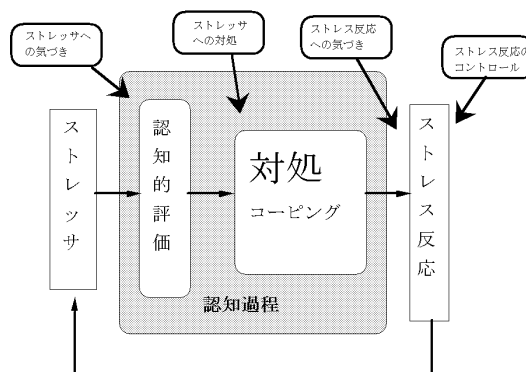 ストレッサへ
の気づき
ストレッサ
への対処
ストレス反応
への気づき
ストレス反応の
コントロール
ストレッサ
認知的評価
対処
コーピング
ストレス反応
認知過程